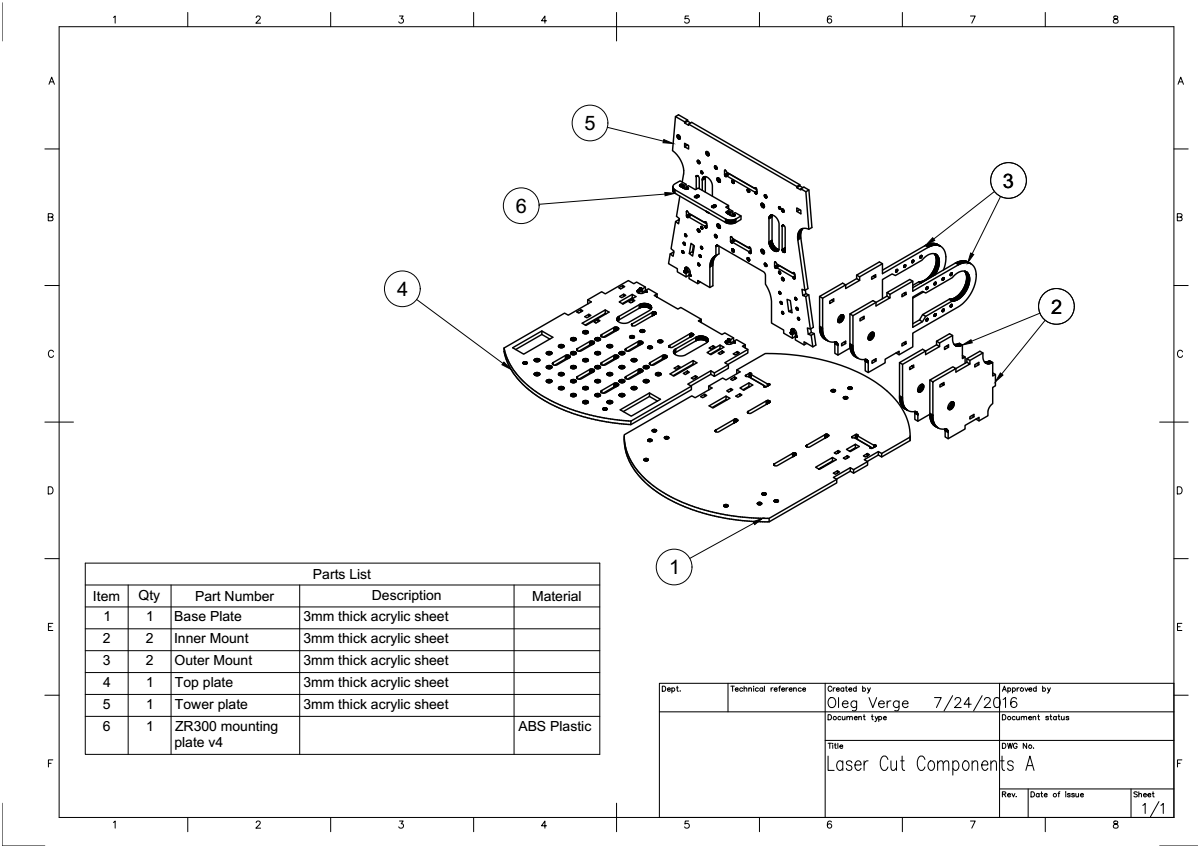 1 2 3 4 5 6 7 8
A A
5
3
6
B B
4
2
C C
D D
1
Parts List
Item Qty Part Number Description Material
1 1 Base Plate 3mm thick acrylic sheet
2 2 Inner Mount 3mm thick acrylic sheet
3 2 Outer Mount 3mm thick acrylic sheet
4 1 Top plate 3mm thick acrylic sheet
5 1 Tower plate 3mm thick acrylic sheet
6 1 ZR300 mounting ABS Plastic
plate v4
E E
Dept. Technical reference Created by Approved by
Oleg Verge 7/24/2016
Document type Document status
Title DWG No.
Laser Cut Components A
F F
Rev. Date of Issue Sheet
1/1
1 2 3 4 5 6 7 8